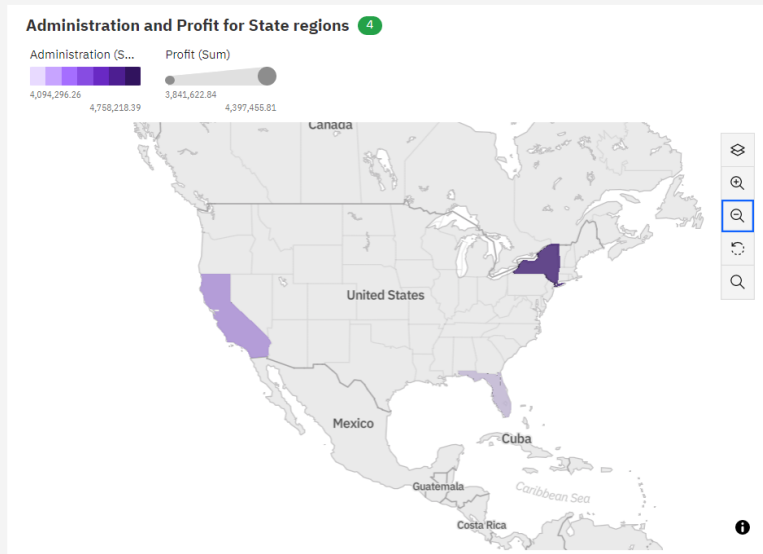 Administration and Profit for State regions 4
Administration (S... Profit (Sum)
4,094,296.26 3,841,622.84
4,758,218.39 4,397,455.81
Canada
United States
Mexico
Cuba
Guatemala
Caribbean Sea
Costa Rica